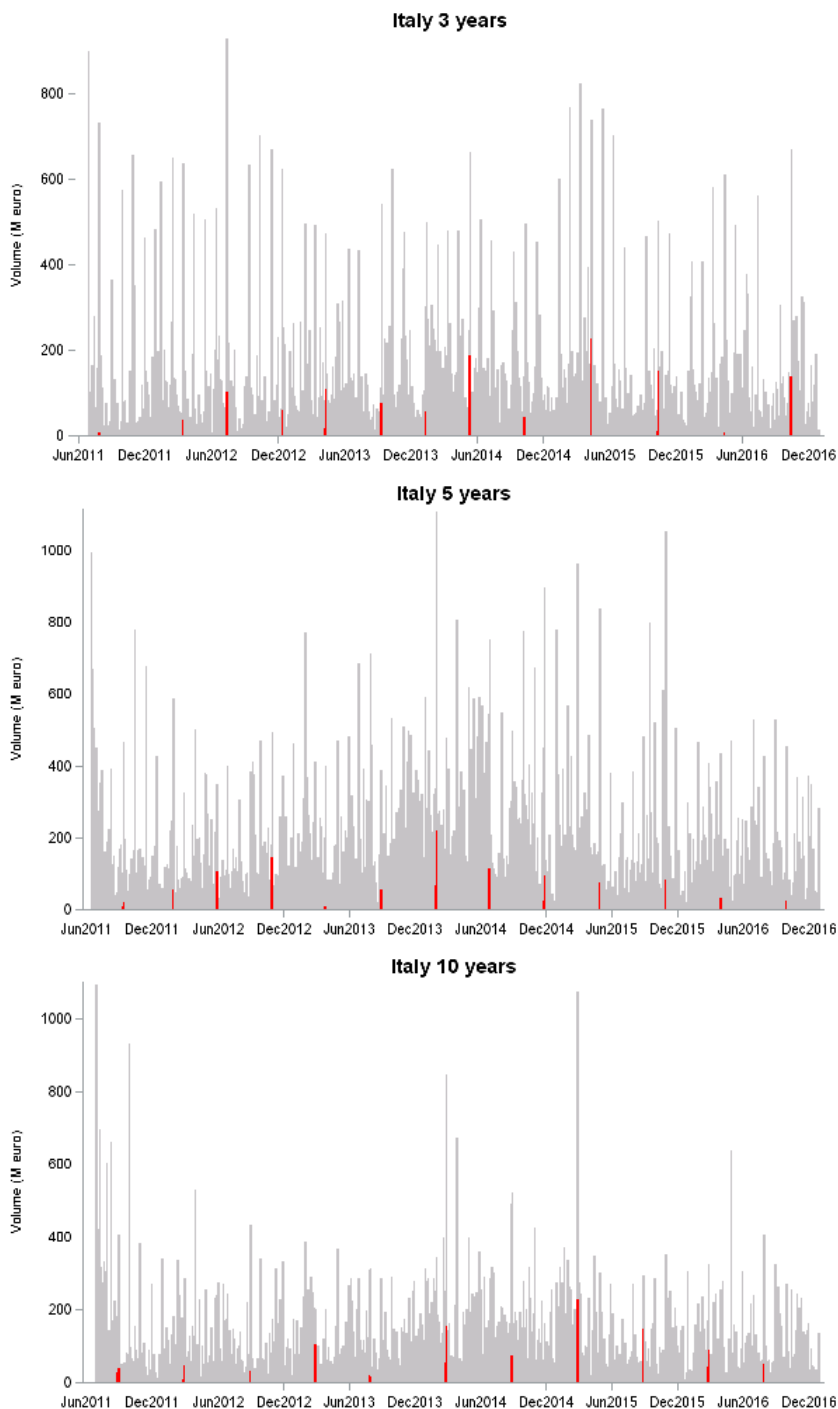 Italy 3 years
Volume (M euro)
800
600
400
200
0
Jun2011 Dec2011 Jun2012 Dec2012 Jun2013 Dec2013 Jun2014 Dec2014 Jun2015 Dec2015 Jun2016 Dec2016
Italy 5 years
Volume (M euro)
1000
800
600
400
200
0
Jun2011 Dec2011 Jun2012 Dec2012 Jun2013 Dec2013 Jun2014 Dec2014 Jun2015 Dec2015 Jun2016 Dec2016
Italy 10 years
Volume (M euro)
1000
800
600
400
200
0
Jun2011 Dec2011 Jun2012 Dec2012 Jun2013 Dec2013 Jun2014 Dec2014 Jun2015 Dec2015 Jun2016 Dec2016